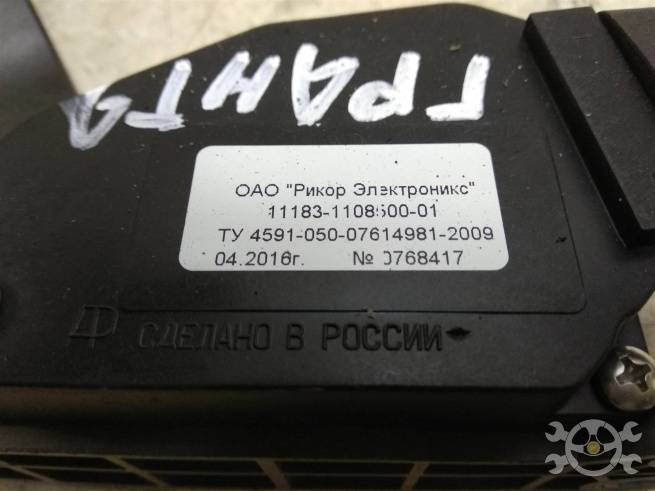 ГРАНТА
ОАО "Рикор Электроникс"
11183-1108500-01
ТУ 4591-050-07614981-2009
04.2016г. № 0768417
СДЕЛАНО В РОССИИ